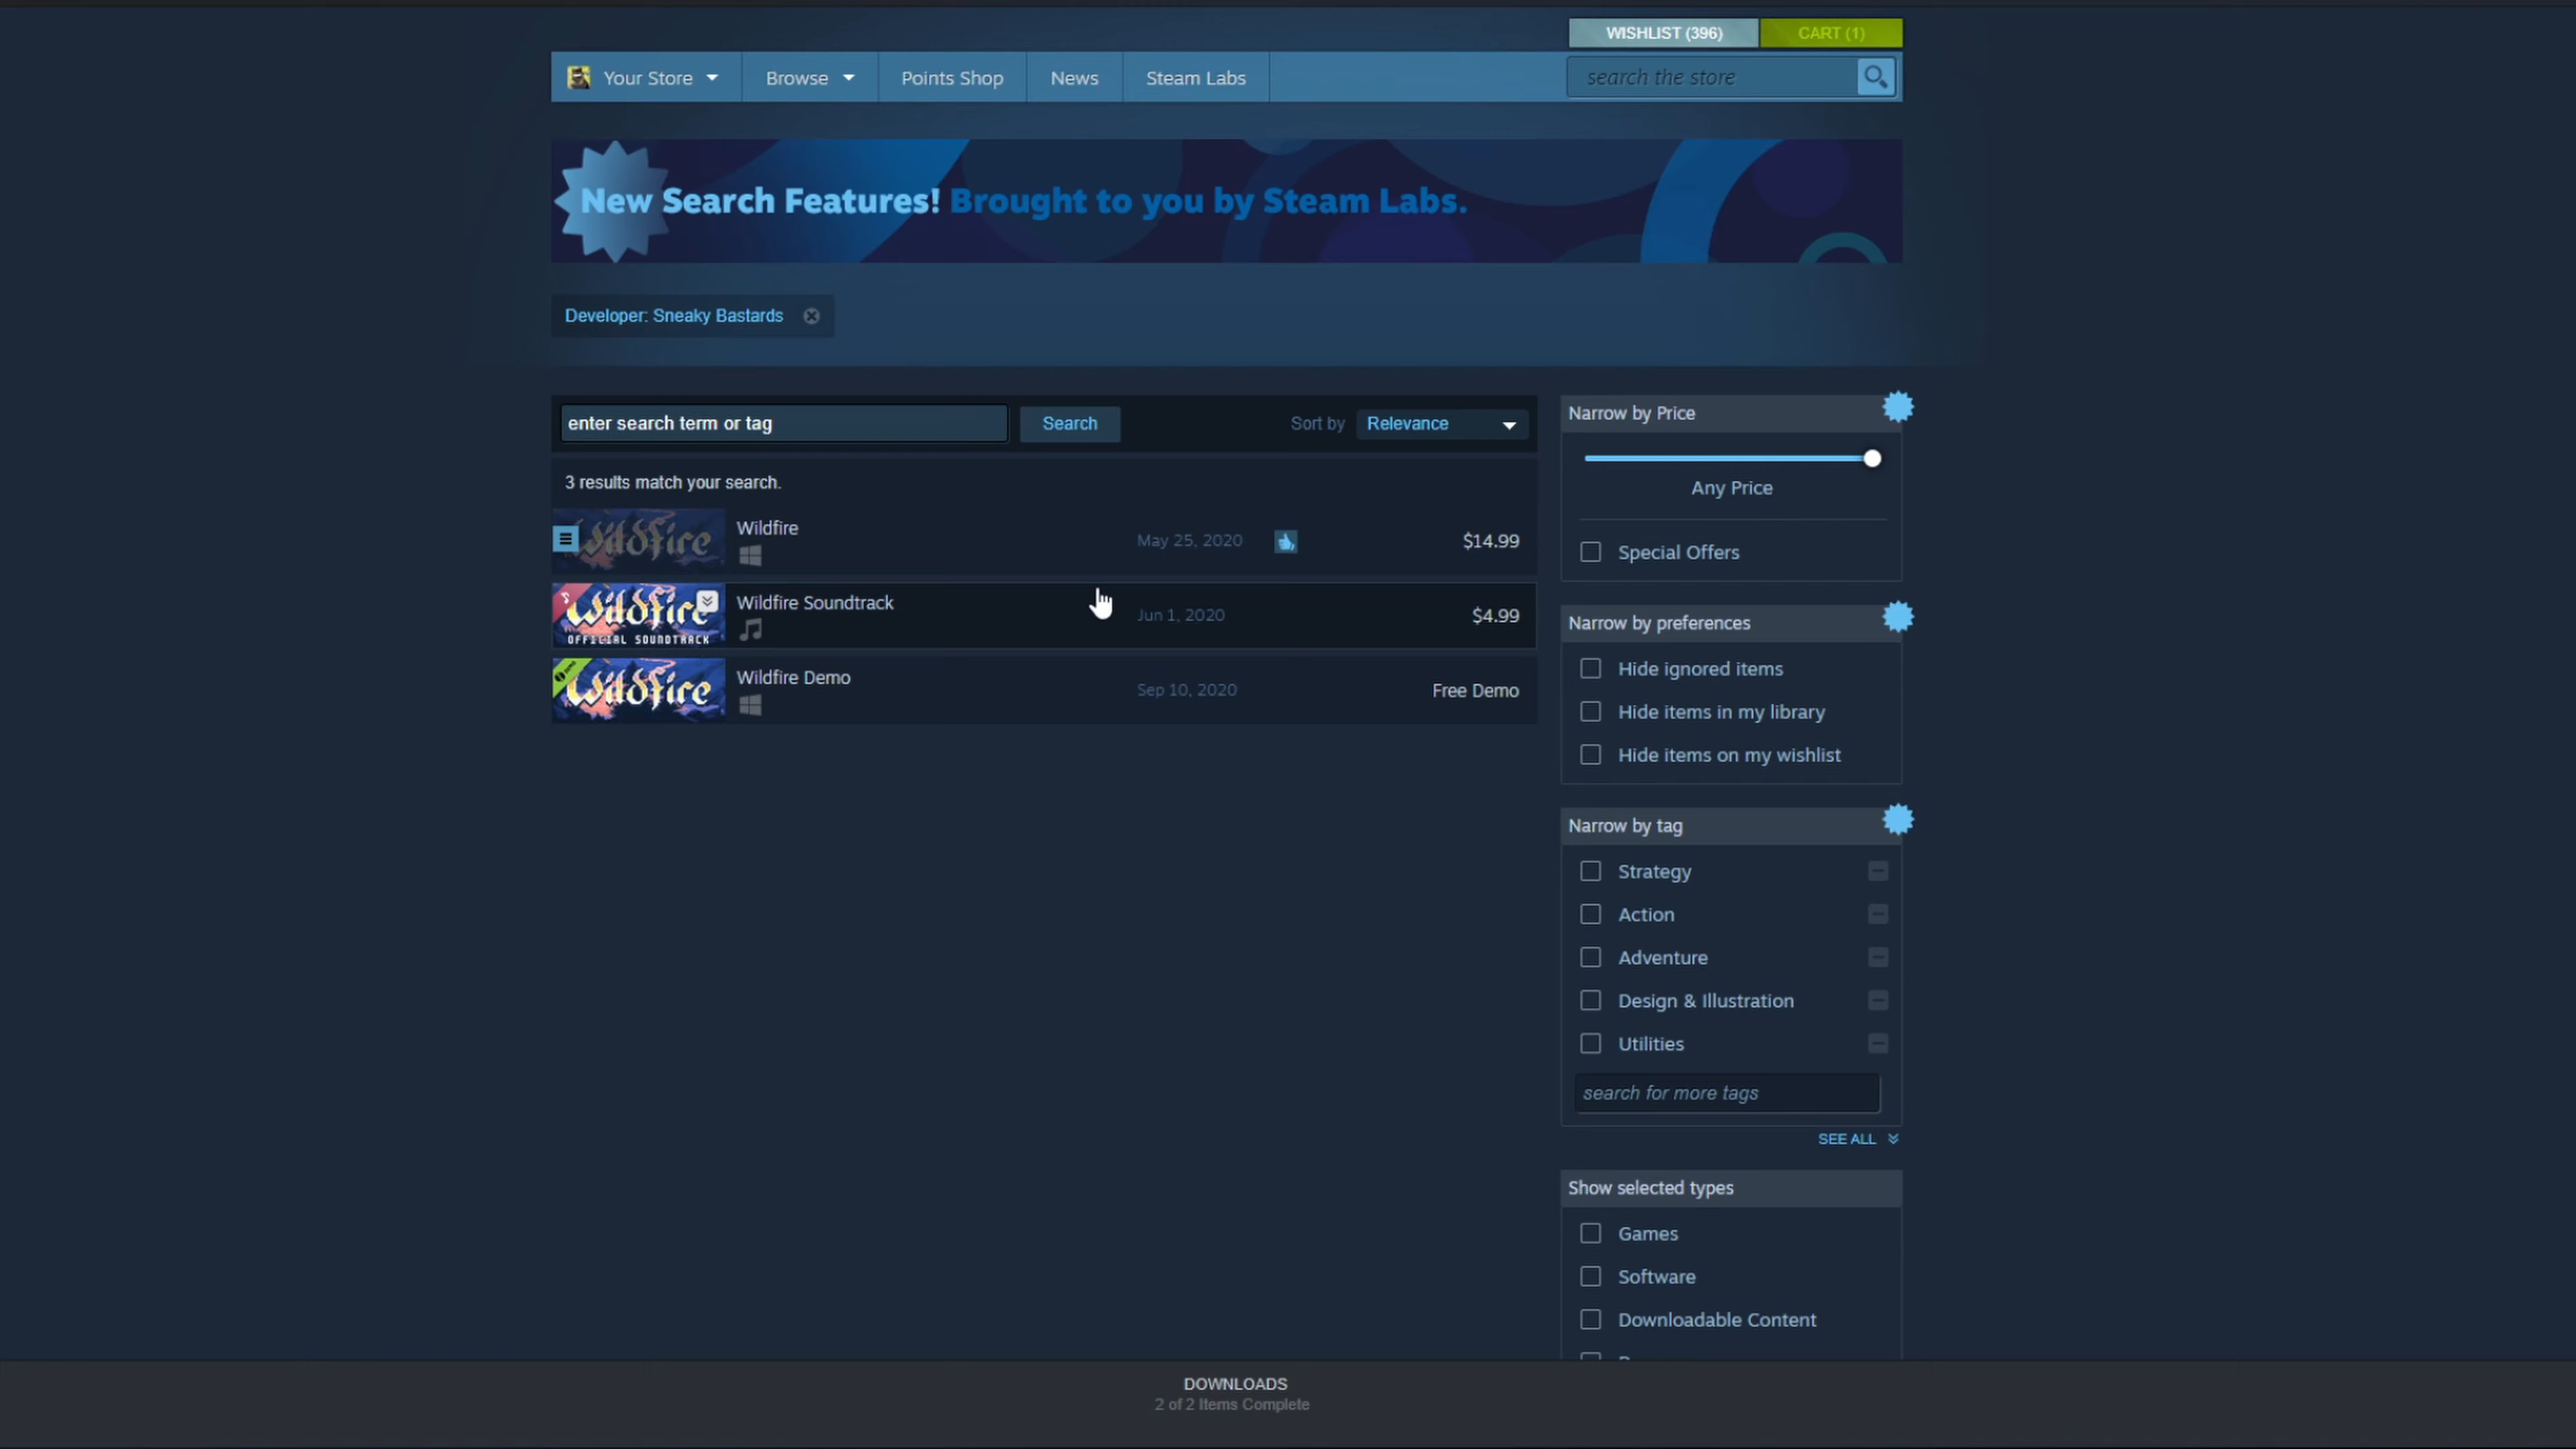 WISHLIST (396)
CART (1)
Your Store
Browse
Points Shop
News
Steam Labs
search the store
New Search Features! Brought to you by Steam Labs.
Developer: Sneaky Bastards
enter search term or tag
Search
Sort by
Relevance
3 results match your search.
Wildfire
Wildfire
May 25, 2020
$14.99
Wildfire
OFFICIAL SOUNDTRACK
Wildfire Soundtrack
Jun 1, 2020
$4.99
Wildfire
Wildfire Demo
Sep 10, 2020
Free Demo
Narrow by Price
Any Price
Special Offers
Narrow by preferences
Hide ignored items
Hide items in my library
Hide items on my wishlist
Narrow by tag
Strategy
Action
Adventure
Design & Illustration
Utilities
search for more tags
SEE ALL
Show selected types
Games
Software
Downloadable Content
DOWNLOADS
2 of 2 Items Complete